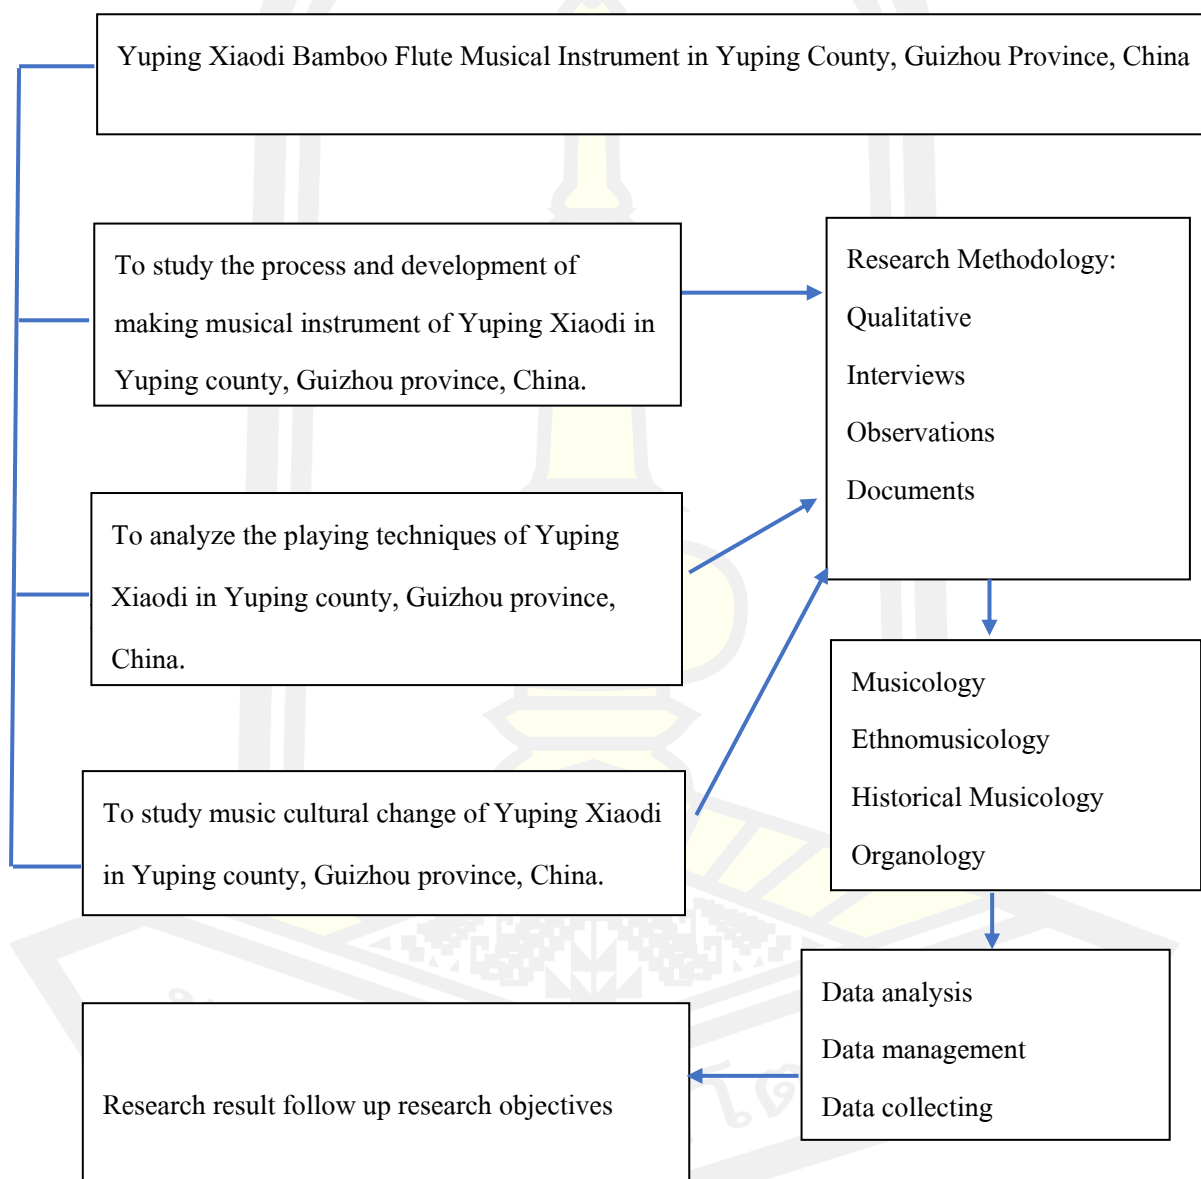 Yuping Xiaodi Bamboo Flute Musical Instrument in Yuping County, Guizhou Province, China
To study the process and development of
making musical instrument of Yuping Xiaodi in
Yuping county, Guizhou province, China.
Research Methodology:
Qualitative
Interviews
Observations
Documents
To analyze the playing techniques of Yuping
Xiaodi in Yuping county, Guizhou province,
China.
Musicology
Ethnomusicology
Historical Musicology
Organology
To study music cultural change of Yuping Xiaodi
in Yuping county, Guizhou province, China.
Data analysis
Data management
Data collecting
Research result follow up research objectives